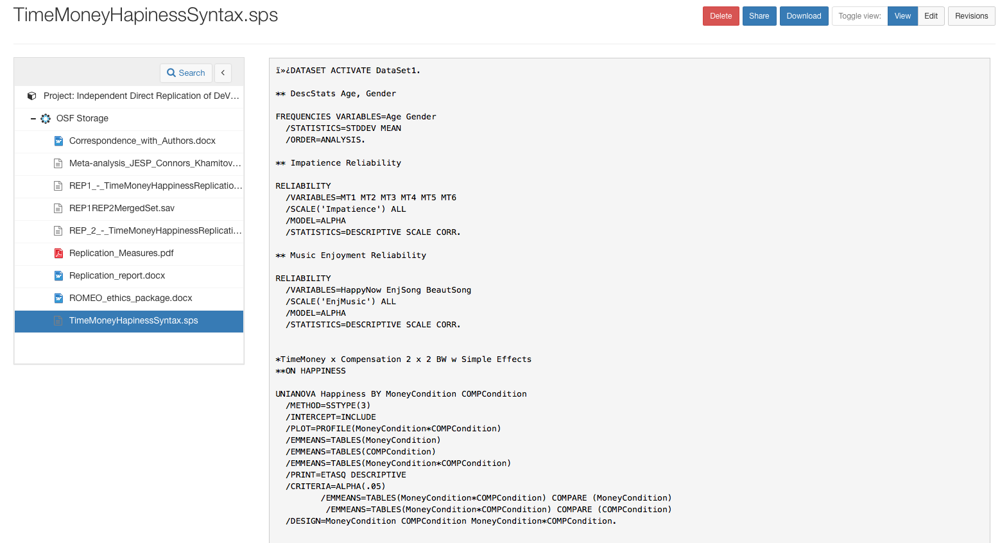 TimeMoneyHapinessSyntax.sps
Delete
Share
Download
Toggle view:
View
Edit
Revisions
Search
Project: Independent Direct Replication of DeV...
OSF Storage
Correspondence_with_Authors.docx
Meta-analysis_JESP_Connors_Khamitov...
REP1_-_TimeMoneyHappinessReplicatio...
REP1REP2MergedSet.sav
REP_2_-_TimeMoneyHappinessReplicati...
Replication_Measures.pdf
Replication_report.docx
ROMEO_ethics_package.docx
TimeMoneyHapinessSyntax.sps
ï»¿DATASET ACTIVATE DataSet1.
** DescStats Age, Gender
FREQUENCIES VARIABLES=Age Gender
/STATISTICS=STDDEV MEAN
/ORDER=ANALYSIS.
** Impatience Reliability
RELIABILITY
/VARIABLES=MT1 MT2 MT3 MT4 MT5 MT6
/SCALE('Impatience') ALL
/MODEL=ALPHA
/STATISTICS=DESCRIPTIVE SCALE CORR.
** Music Enjoyment Reliability
RELIABILITY
/VARIABLES=HappyNow EnjSong BeautSong
/SCALE('EnjMusic') ALL
/MODEL=ALPHA
/STATISTICS=DESCRIPTIVE SCALE CORR.
*TimeMoney x Compensation 2 x 2 BW w Simple Effects
**ON HAPPINESS
UNIANOVA Happiness BY MoneyCondition COMPCondition
/METHOD=SSTYPE(3)
/INTERCEPT=INCLUDE
/PLOT=PROFILE(MoneyCondition*COMPCondition)
/EMMEANS=TABLES(MoneyCondition)
/EMMEANS=TABLES(COMPCondition)
/EMMEANS=TABLES(MoneyCondition*COMPCondition)
/PRINT=ETASQ DESCRIPTIVE
/CRITERIA=ALPHA(.05)
/EMMEANS=TABLES(MoneyCondition*COMPCondition) COMPARE (MoneyCondition)
/EMMEANS=TABLES(MoneyCondition*COMPCondition) COMPARE (COMPCondition)
/DESIGN=MoneyCondition COMPCondition MoneyCondition*COMPCondition.